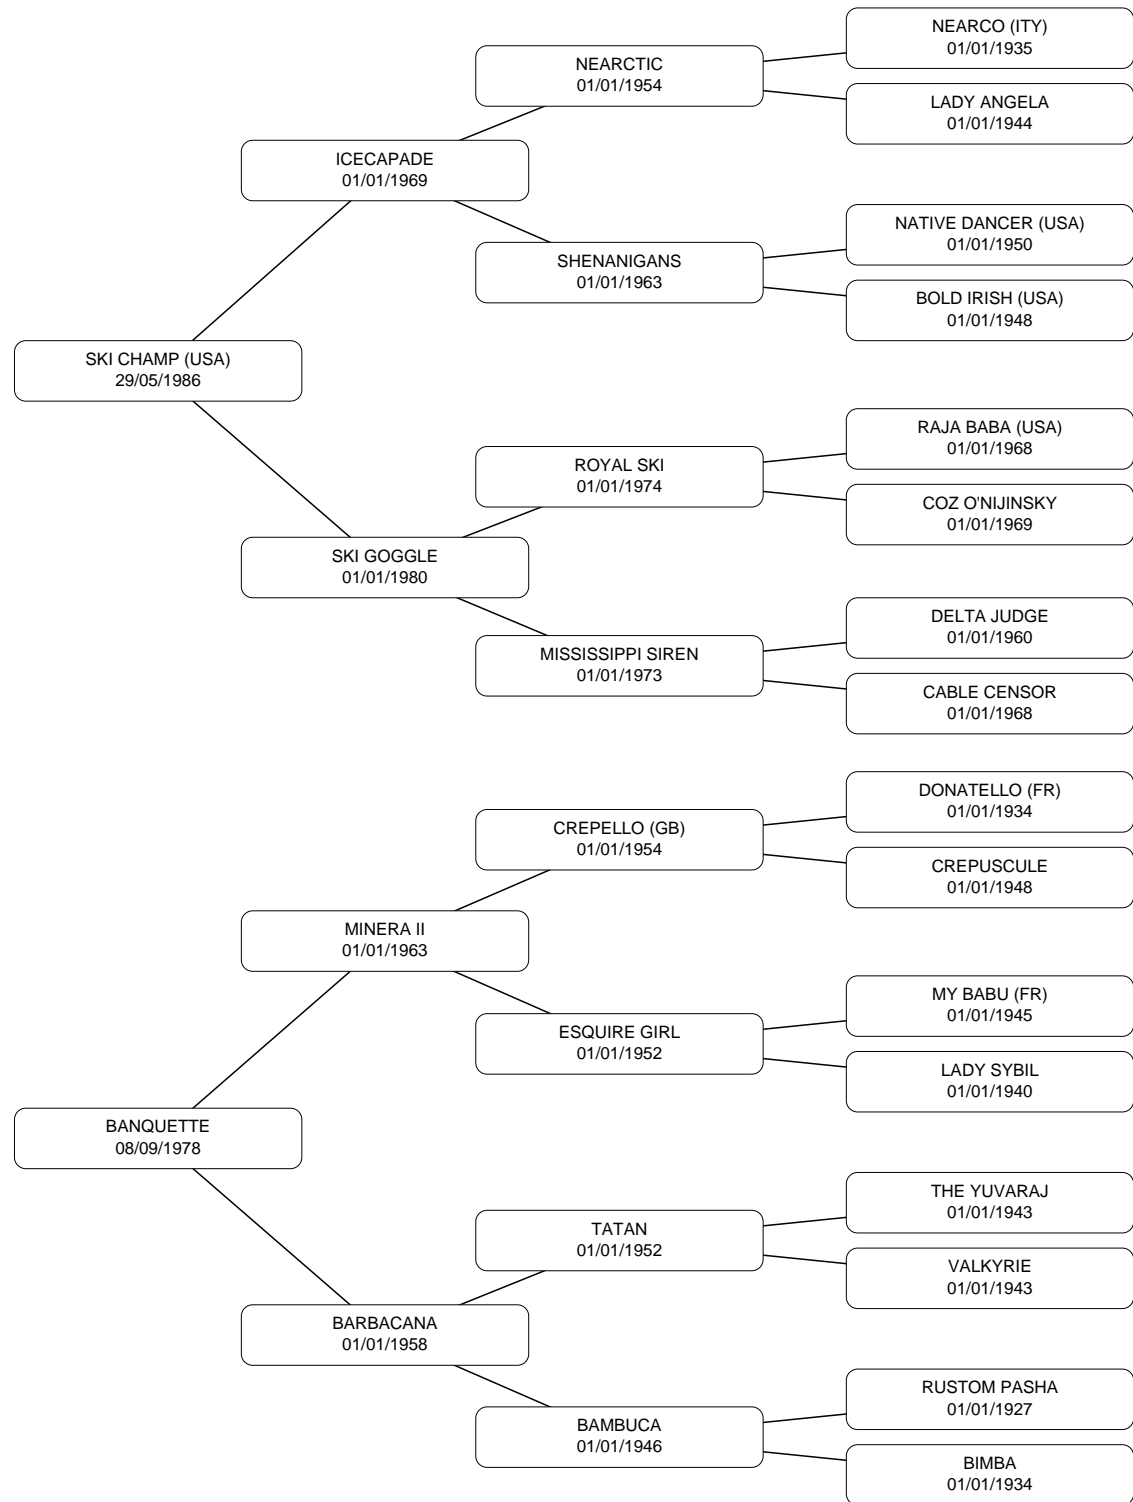 NEARCO (ITY)
01/01/1935
NEARCTIC
01/01/1954
LADY ANGELA
01/01/1944
ICECAPADE
01/01/1969
NATIVE DANCER (USA)
01/01/1950
SHENANIGANS
01/01/1963
BOLD IRISH (USA)
01/01/1948
SKI CHAMP (USA)
29/05/1986
RAJA BABA (USA)
01/01/1968
ROYAL SKI
01/01/1974
COZ O'NIJINSKY
01/01/1969
SKI GOGGLE
01/01/1980
DELTA JUDGE
01/01/1960
MISSISSIPPI SIREN
01/01/1973
CABLE CENSOR
01/01/1968
DONATELLO (FR)
01/01/1934
CREPELLO (GB)
01/01/1954
CREPUSCULE
01/01/1948
MINERA II
01/01/1963
MY BABU (FR)
01/01/1945
ESQUIRE GIRL
01/01/1952
LADY SYBIL
01/01/1940
BANQUETTE
08/09/1978
THE YUVARAJ
01/01/1943
TATAN
01/01/1952
VALKYRIE
01/01/1943
BARBACANA
01/01/1958
RUSTOM PASHA
01/01/1927
BAMBUCA
01/01/1946
BIMBA
01/01/1934